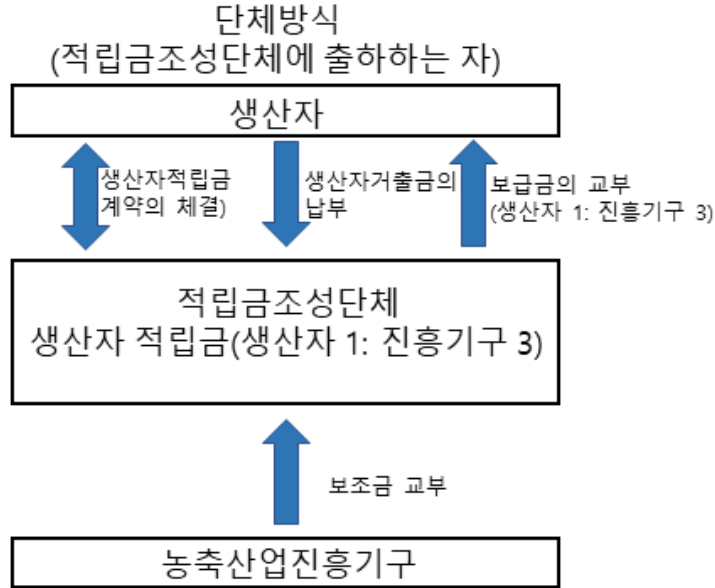 단체방식
(적립금조성단체에 출하하는 자)
생산자
생산자적립금
계약의 체결)
생산자거출금의
납부
보급금의 교부
(생산자 1: 진흥기구 3)
적립금조성단체
생산자 적립금(생산자 1: 진흥기구 3)
보조금 교부
농축산업진흥기구